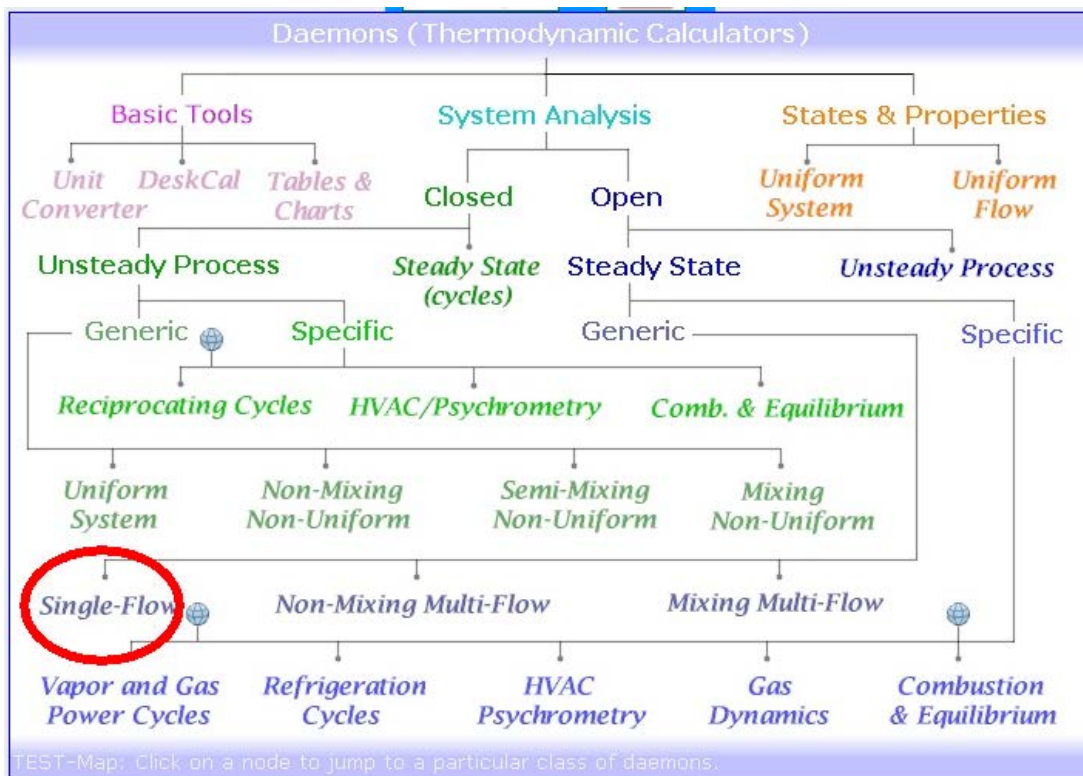 Daemons (Thermodynamic Calculators)
Basic Tools
System Analysis
States & Properties
Unit
Converter
DeskCal
Tables &
Charts
Closed
Open
Uniform
System
Uniform
Flow
Unsteady Process
Steady State
(cycles)
Steady State
Unsteady Process
Generic
Specific
Generic
Specific
Reciprocating Cycles
HVAC/Psychrometry
Comb. & Equilibrium
Uniform
System
Non-Mixing
Non-Uniform
Semi-Mixing
Non-Uniform
Mixing
Non-Uniform
Single-Flow
Non-Mixing Multi-Flow
Mixing Multi-Flow
Vapor and Gas
Power Cycles
Refrigeration
Cycles
HVAC
Psychrometry
Gas
Dynamics
Combustion
& Equilibrium
TEST-Map: Click on a node to jump to a particular class of daemons.